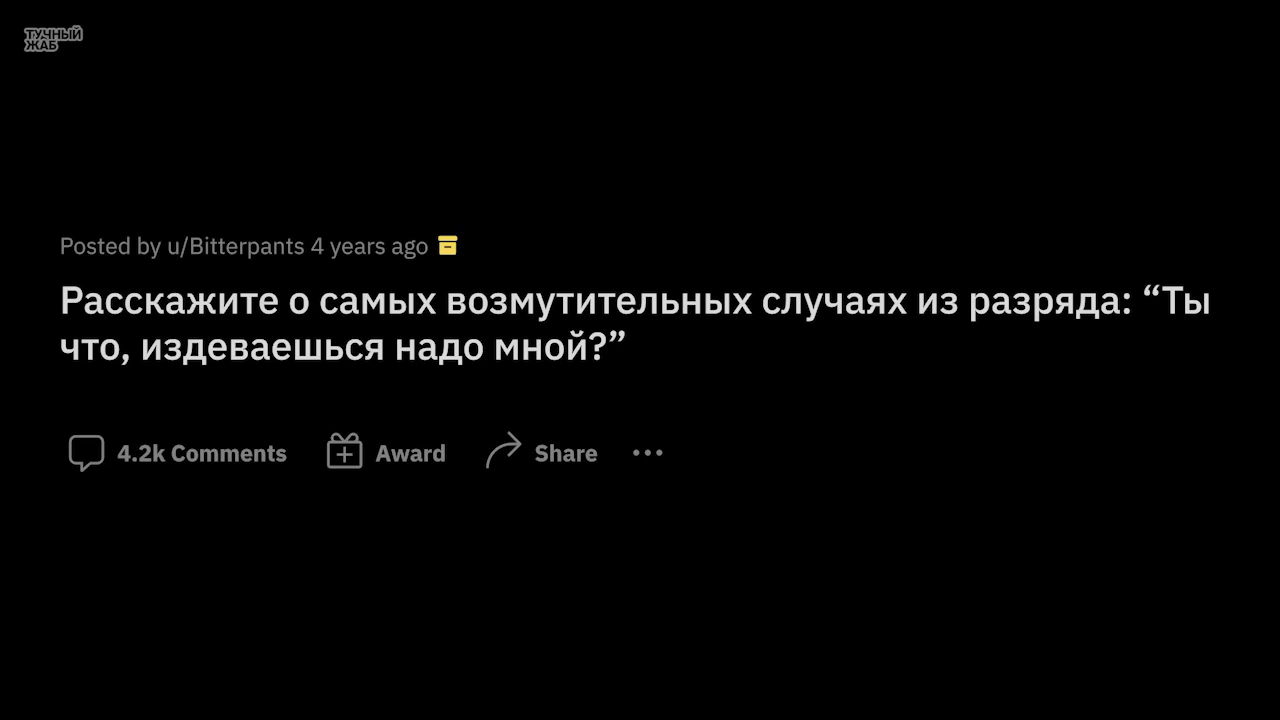 ТУЧНЫЙ
ЖАБ
Posted by u/Bitterpants 4 years ago
Расскажите о самых возмутительных случаях из разряда: “Ты
что, издеваешься надо мной?”
4.2k Comments Award Share